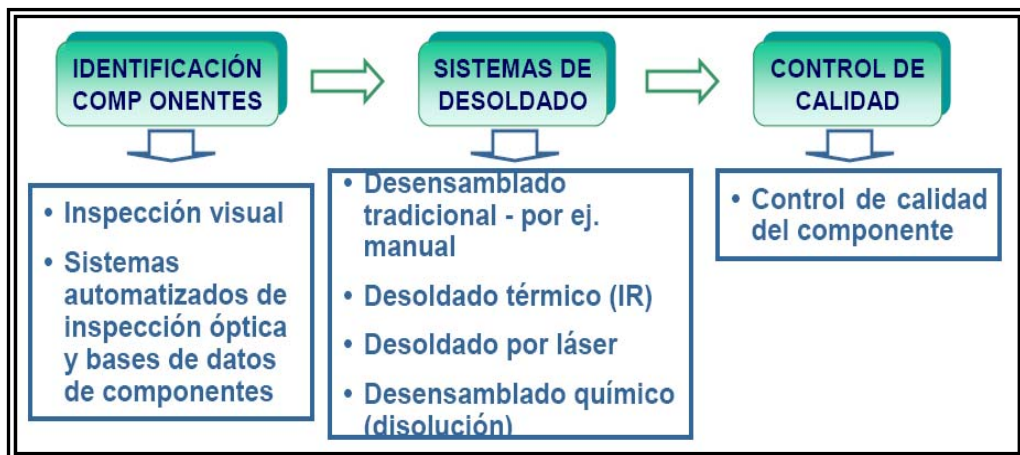 IDENTIFICACIÓN
COMP ONENTES
SISTEMAS DE
DESOLDADO
CONTROL DE
CALIDAD
• Inspección visual
• Sistemas
automatizados de
inspección óptica
y bases de datos
de componentes
• Desensamblado
tradicional - por ej.
manual
• Desoldado térmico (IR)
• Desoldado por láser
• Desensamblado químico
(disolución)
• Control de calidad
del componente